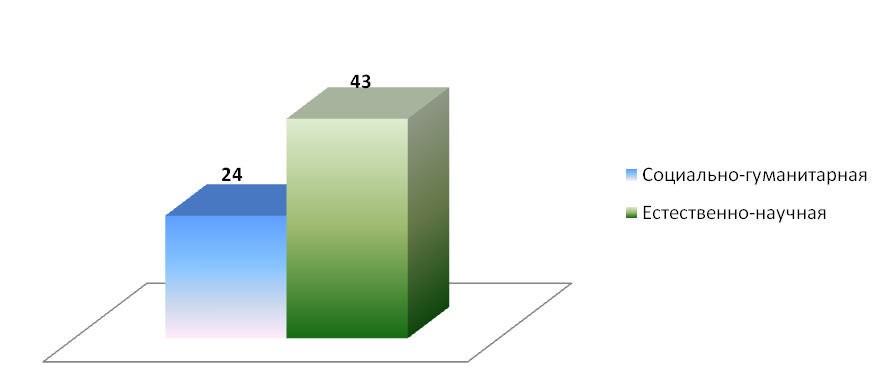 43
24
Социально-гуманитарная
Естественно-научная